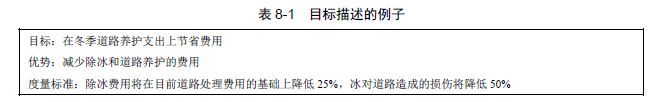 表 8-1 目标描述的例子
目标：在冬季道路养护支出上节省费用
优势：减少除冰和道路养护的费用
度量标准：除冰费用将在目前道路处理费用的基础上降低 25%，冰对道路造成的损伤将降低 50%